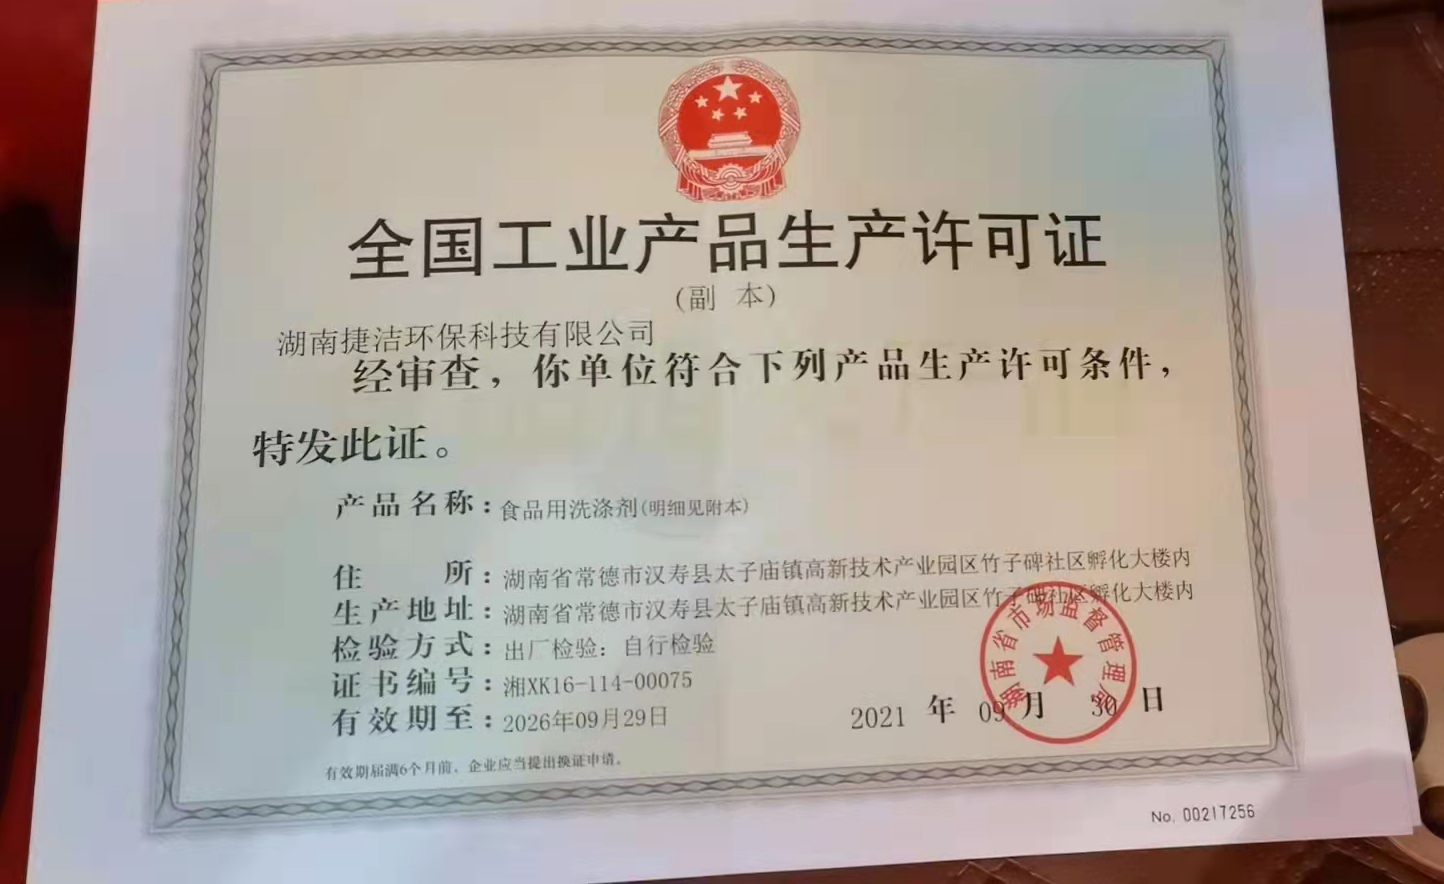 全国工业产品生产许可证
(副 本)
湖南捷洁环保科技有限公司
经审查，你单位符合下列产品生产许可条件，
特发此证。
产品名称：食品用洗涤剂(明细见附本)
住 所：湖南省常德市汉寿县太子庙镇高新技术产业园区竹子碑社区孵化大楼内
生产地址：湖南省常德市汉寿县太子庙镇高新技术产业园区竹子碑社区孵化大楼内
检验方式：出厂检验：自行检验
证书编号：湘XK16-114-00075
有效期至：2026年09月29日
2021 年 09 月 30 日
湖南省市场监督管理局
有效期届满6个月前，企业应当提出换证申请。
No. 00217256